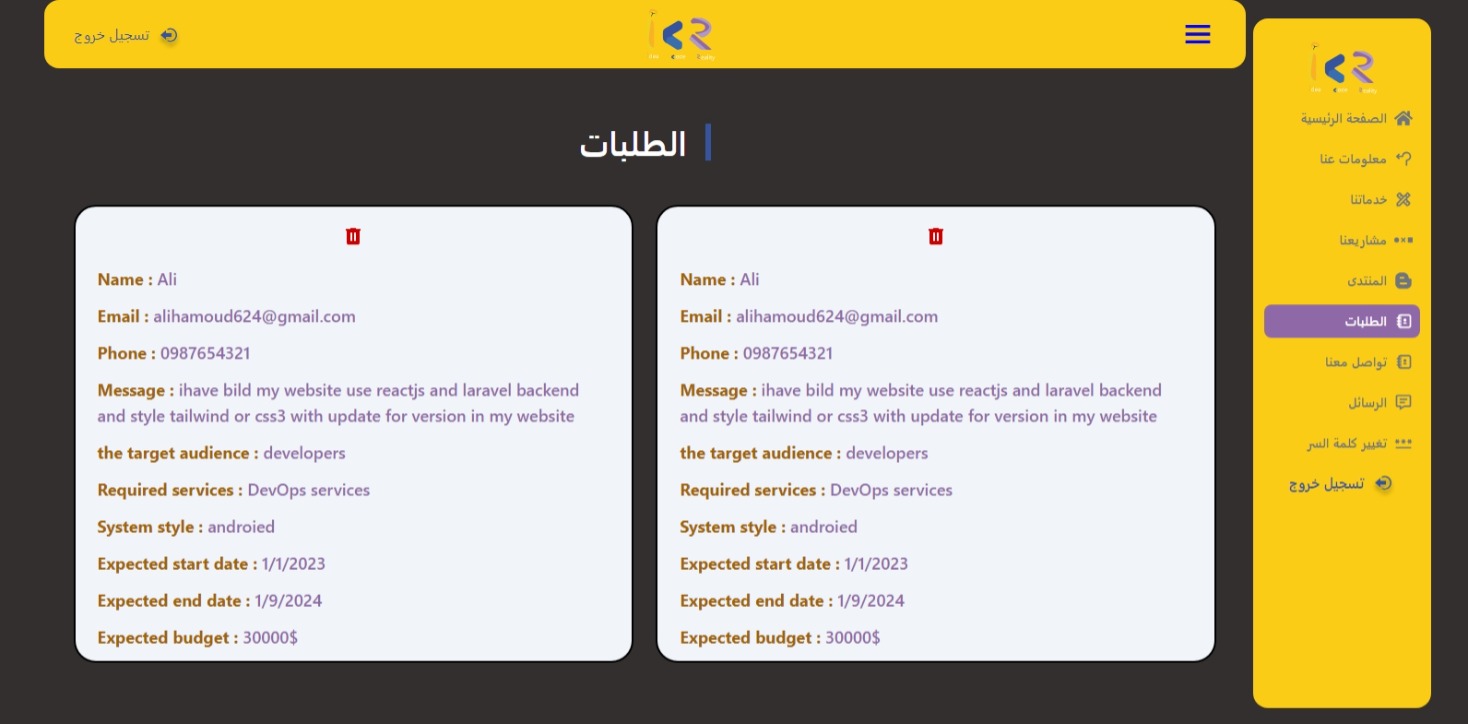 تسجيل خروج
الصفحة الرئيسية
معلومات عنا
خدماتنا
مشاريعنا
المنتدى
الطلبات
تواصل معنا
الرسائل
تغيير كلمة السر
تسجيل خروج
الطلبات
Name : Ali
Email : alihamoud624@gmail.com
Phone : 0987654321
Message : ihave bild my website use reactjs and laravel backend
and style tailwind or css3 with update for version in my website
the target audience : developers
Required services : DevOps services
System style : androied
Expected start date : 1/1/2023
Expected end date : 1/9/2024
Expected budget : 30000$
Name : Ali
Email : alihamoud624@gmail.com
Phone : 0987654321
Message : ihave bild my website use reactjs and laravel backend
and style tailwind or css3 with update for version in my website
the target audience : developers
Required services : DevOps services
System style : androied
Expected start date : 1/1/2023
Expected end date : 1/9/2024
Expected budget : 30000$